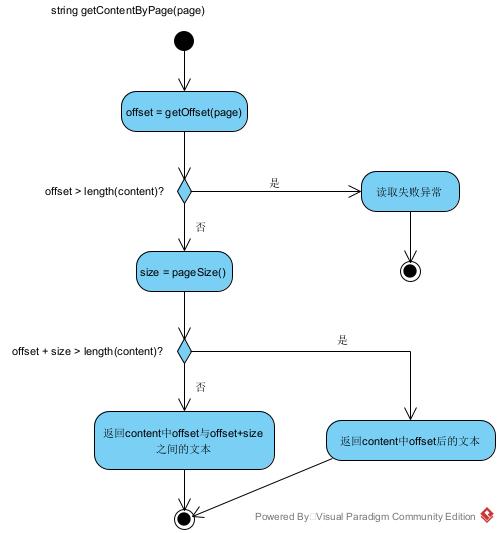 string getContentByPage(page)
offset = getOffset(page)
offset > length(content)?
是
读取失败异常
否
size = pageSize()
offset + size > length(content)?
是
否
返回content中offset与offset+size
之间的文本
返回content中offset后的文本
Powered By□Visual Paradigm Community Edition